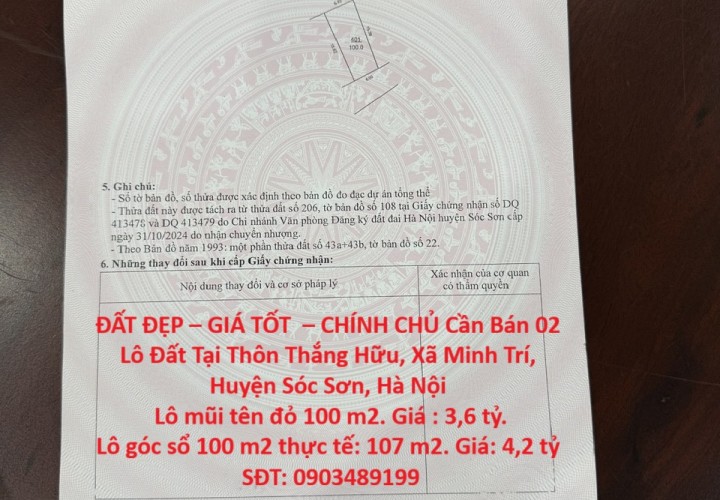 621
100.0
5. Ghi chú:
- Số tờ bản đồ, số thửa được xác định theo bản đồ đo đạc dự án tổng thể
- Thửa đất này được tách ra từ thửa đất số 206, tờ bản đồ số 108 tại Giấy chứng nhận số DQ
413478 và DQ 413479 do Chi nhánh Văn phòng Đăng ký đất đai Hà Nội huyện Sóc Sơn cấp
ngày 31/10/2024 do nhận chuyển nhượng.
- Theo Bản đồ năm 1993: một phần thửa đất số 43a+43b, tờ bản đồ số 22.
6. Những thay đổi sau khi cấp Giấy chứng nhận:
Nội dung thay đổi và cơ sở pháp lý
Xác nhận của cơ quan
có thẩm quyền
ĐẤT ĐẸP – GIÁ TỐT – CHÍNH CHỦ Cần Bán 02
Lô Đất Tại Thôn Thắng Hữu, Xã Minh Trí,
Huyện Sóc Sơn, Hà Nội
Lô mũi tên đỏ 100 m2. Giá : 3,6 tỷ.
Lô góc sổ 100 m2 thực tế: 107 m2. Giá: 4,2 tỷ
SĐT: 0903489199